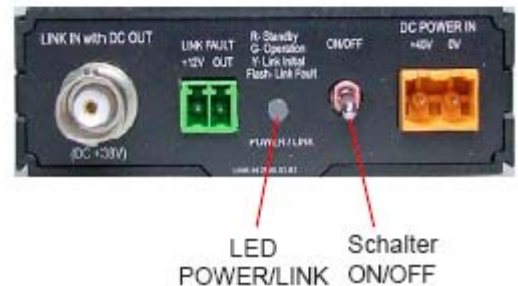 LINK IN with DC OUT
(DC +38V)
LINK FAULT
+12V OUT
R- Standby
G- Operation
Y- Link Initial
Flash- Link Fault
POWER / LINK
ON/OFF
DC POWER IN
+48V 0V
LED
POWER/LINK
Schalter
ON/OFF